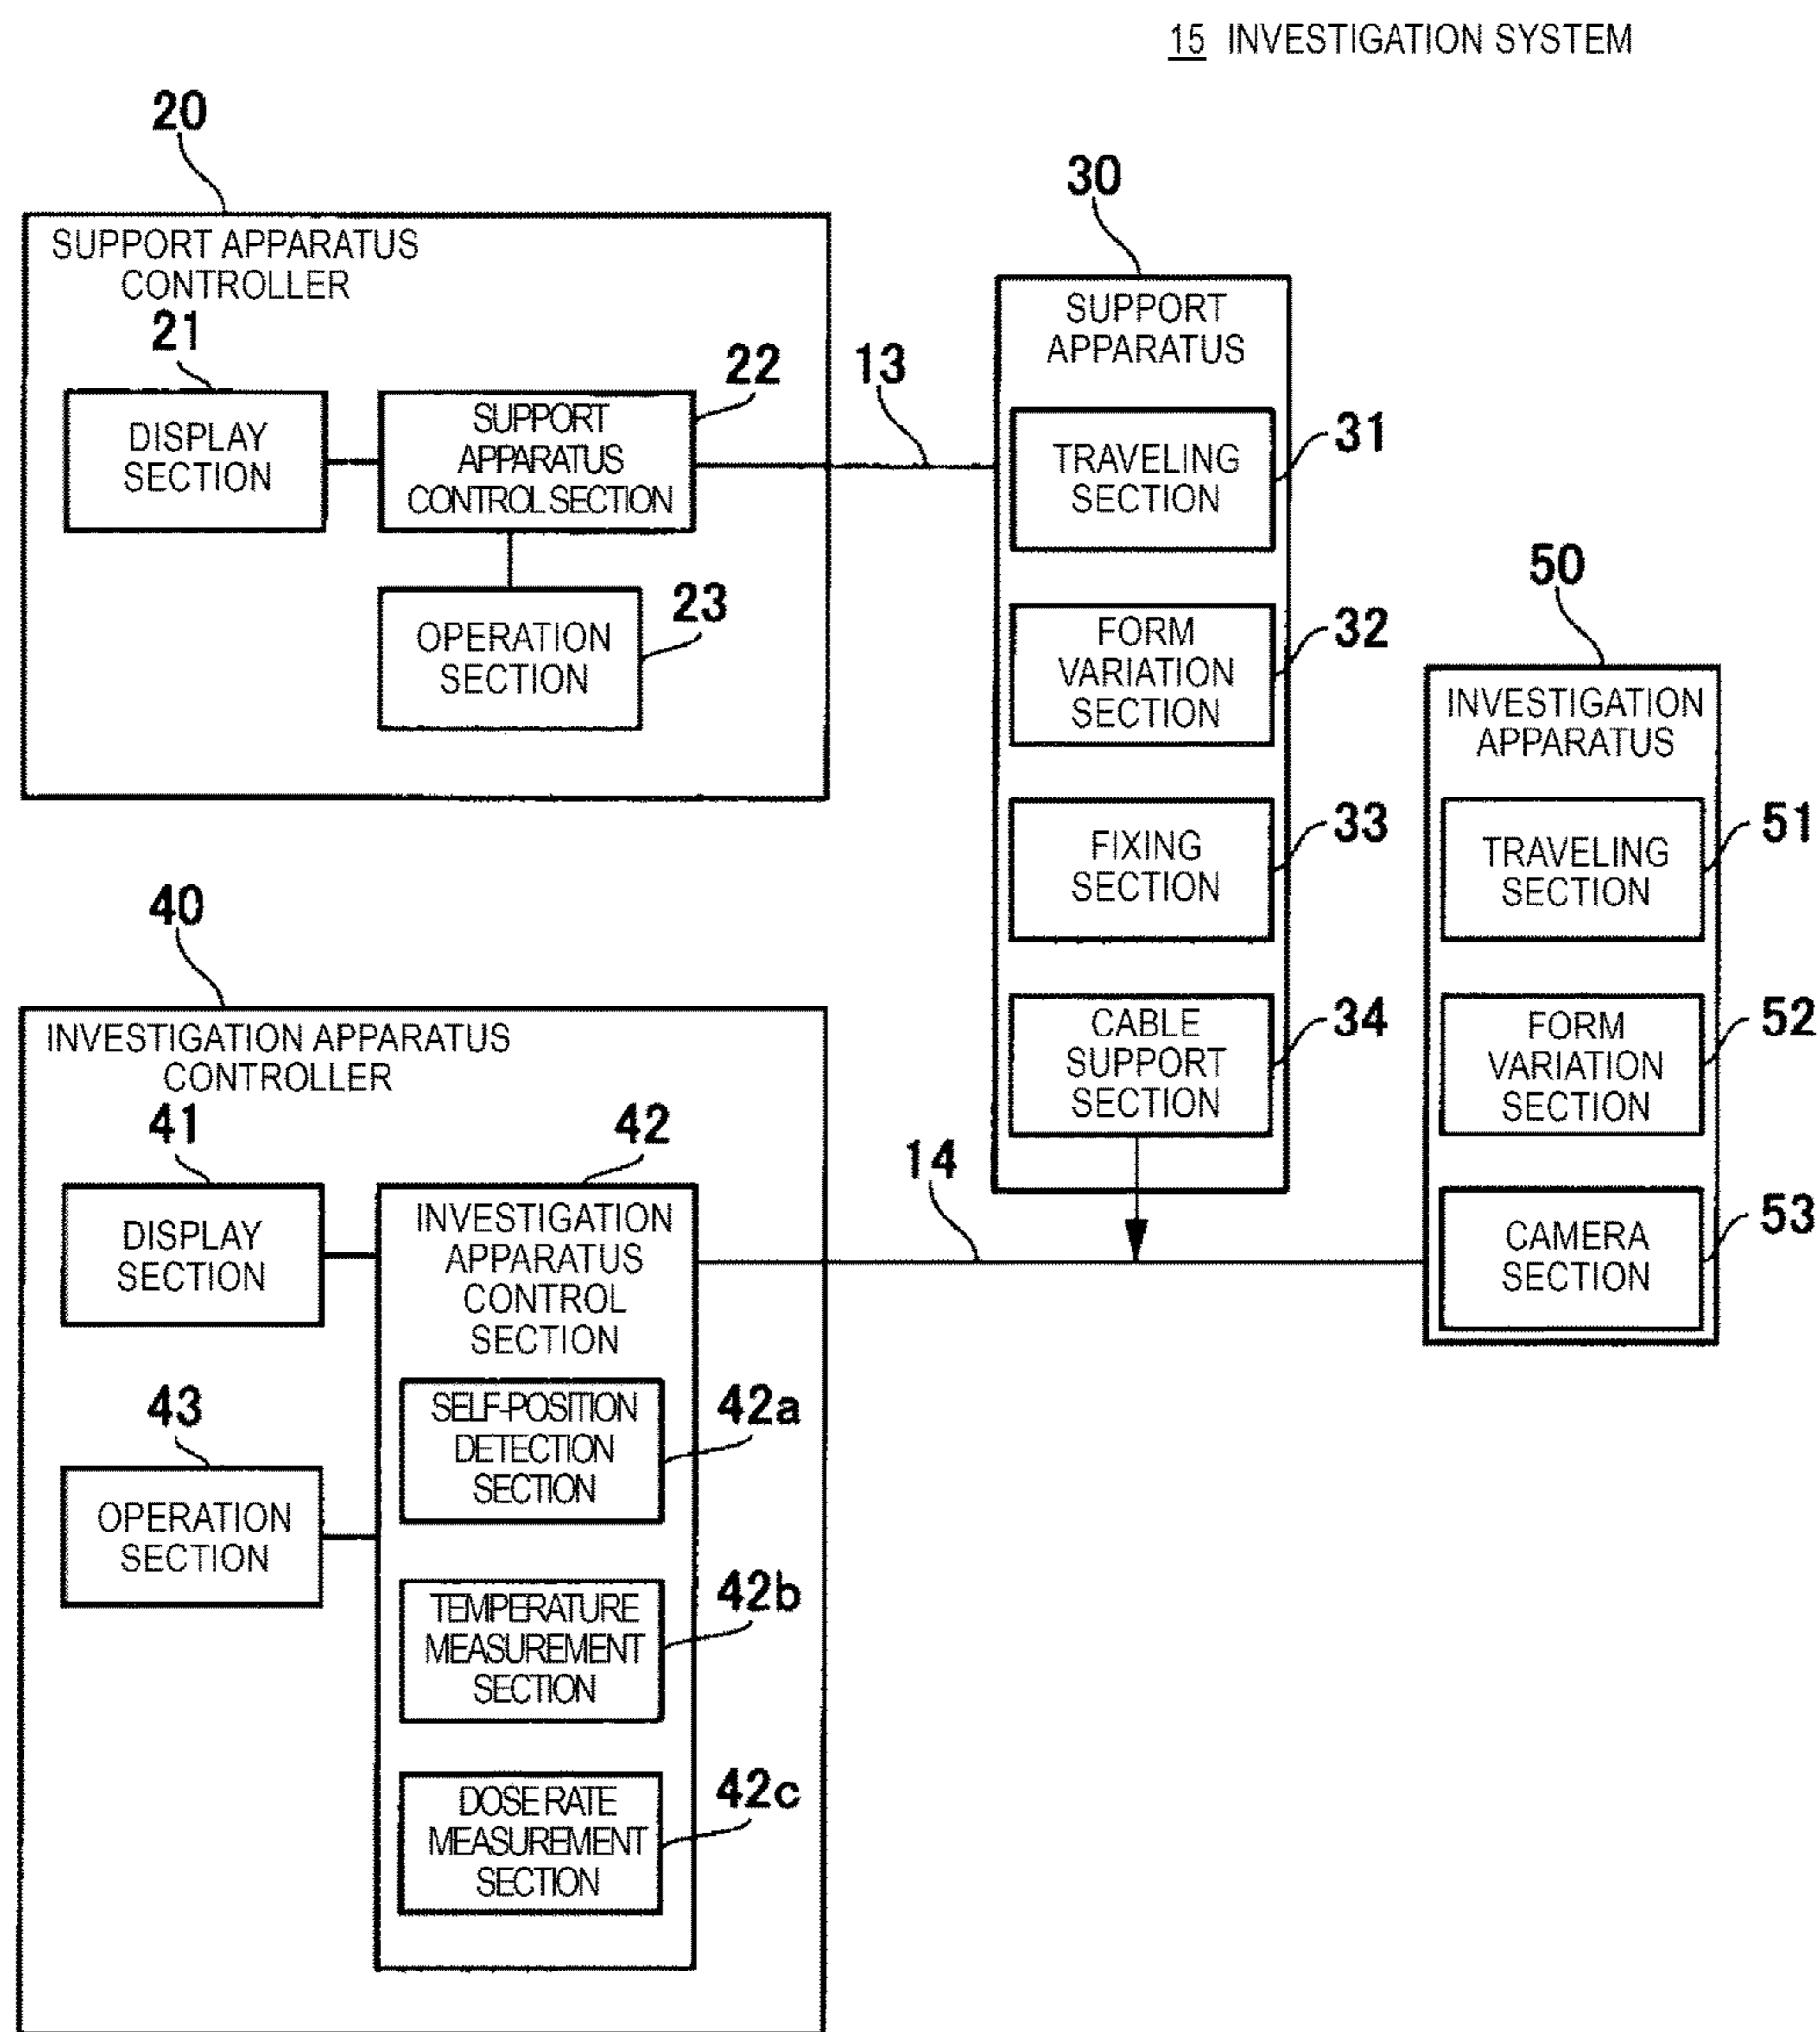 15 INVESTIGATION SYSTEM
20
SUPPORT APPARATUS
CONTROLLER
21
DISPLAY
SECTION
22
SUPPORT
APPARATUS
CONTROL SECTION
23
OPERATION
SECTION
13
30
SUPPORT
APPARATUS
TRAVELING
SECTION
31
FORM
VARIATION
SECTION
32
FIXING
SECTION
33
CABLE
SUPPORT
SECTION
34
50
INVESTIGATION
APPARATUS
TRAVELING
SECTION
51
FORM
VARIATION
SECTION
52
CAMERA
SECTION
53
40
INVESTIGATION APPARATUS
CONTROLLER
41
DISPLAY
SECTION
43
OPERATION
SECTION
42
INVESTIGATION
APPARATUS
CONTROL
SECTION
SELF-POSITION
DETECTION
SECTION
42a
TEMPERATURE
MEASUREMENT
SECTION
42b
DOSE RATE
MEASUREMENT
SECTION
42c
14